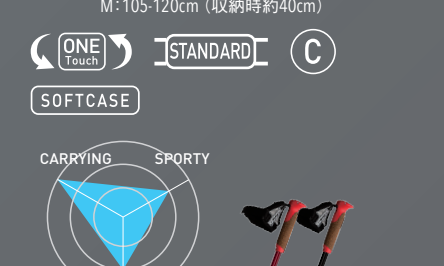 M：105-120cm（収納時約40cm）
ONE
Touch
STANDARD
C
SOFTCASE
CARRYING SPORTY